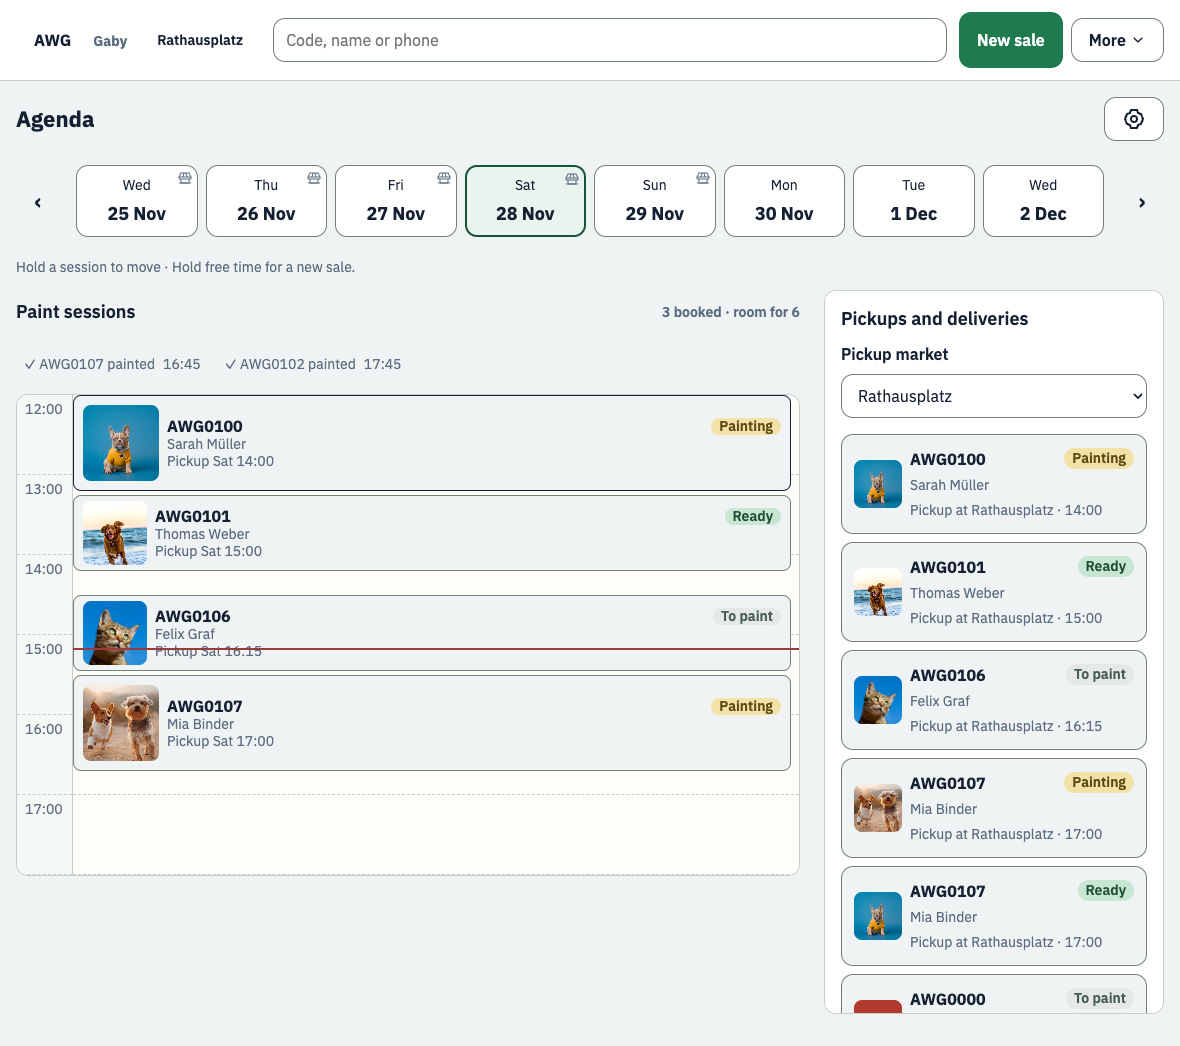 AWG Gaby Rathausplatz Code, name or phone New sale More
Agenda
Wed Thu Fri Sat Sun Mon Tue Wed
25 Nov 26 Nov 27 Nov 28 Nov 29 Nov 30 Nov 1 Dec 2 Dec
Hold a session to move · Hold free time for a new sale.
Paint sessions 3 booked · room for 6
✓ AWG0107 painted 16:45 ✓ AWG0102 painted 17:45
12:00
AWG0100 Painting
Sarah Müller
Pickup Sat 14:00
13:00
AWG0101 Ready
Thomas Weber
Pickup Sat 15:00
14:00
AWG0106 To paint
Felix Graf
Pickup Sat 16:15
15:00
AWG0107 Painting
Mia Binder
Pickup Sat 17:00
16:00
17:00
Pickups and deliveries
Pickup market
Rathausplatz
AWG0100 Painting
Sarah Müller
Pickup at Rathausplatz · 14:00
AWG0101 Ready
Thomas Weber
Pickup at Rathausplatz · 15:00
AWG0106 To paint
Felix Graf
Pickup at Rathausplatz · 16:15
AWG0107 Painting
Mia Binder
Pickup at Rathausplatz · 17:00
AWG0107 Ready
Mia Binder
Pickup at Rathausplatz · 17:00
AWG0000 To paint